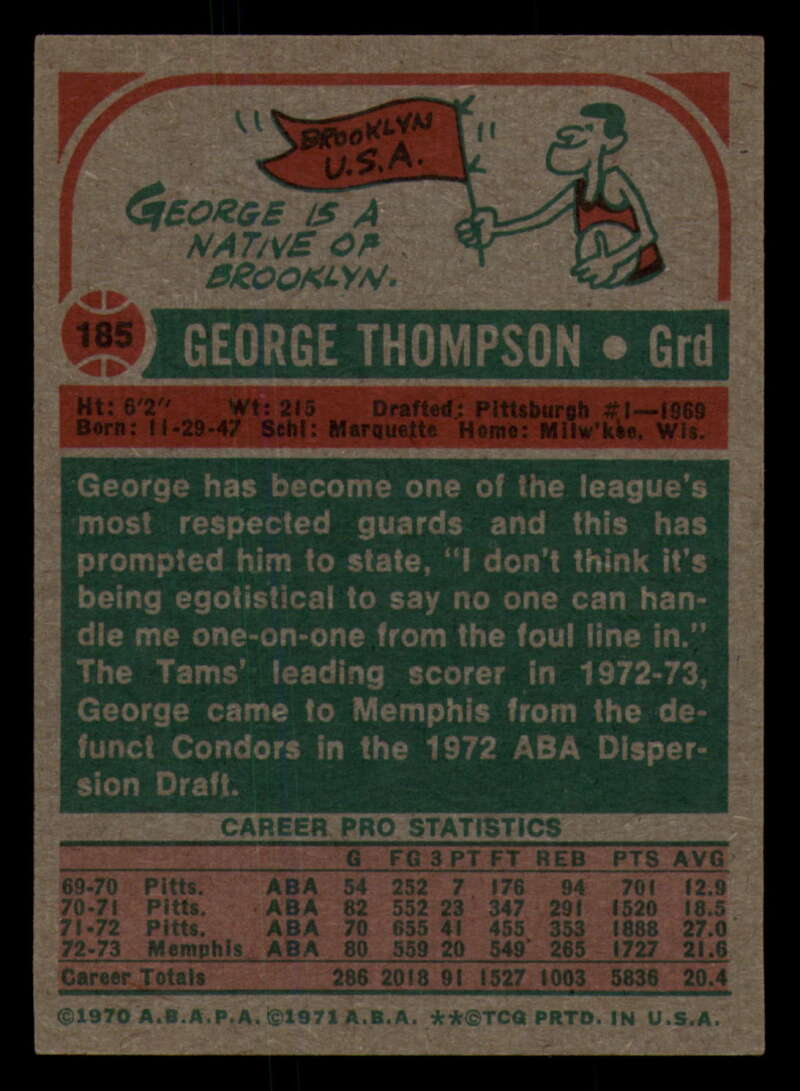 BROOKLYN
U.S.A.
GEORGE IS A
NATIVE OF
BROOKLYN.
185
GEORGE THOMPSON • Grd
Ht: 6'2" Wt: 215 Drafted: Pittsburgh #1—1969
Born: 11-29-47 Schl: Marquette Home: Milw'kee, Wis.
George has become one of the league's
most respected guards and this has
prompted him to state, "I don't think it's
being egotistical to say no one can han-
dle me one-on-one from the foul line in."
The Tams' leading scorer in 1972-73,
George came to Memphis from the de-
funct Condors in the 1972 ABA Disper-
sion Draft.
CAREER PRO STATISTICS
G FG 3 PT FT REB PTS AVG
69-70 Pitts. ABA 54 252 7 176 94 701 12.9
70-71 Pitts. ABA 82 552 23 347 291 1520 18.5
71-72 Pitts. ABA 70 655 41 455 353 1888 27.0
72-73 Memphis ABA 80 559 20 549 265 1727 21.6
Career Totals 286 2018 91 1527 1003 5836 20.4
©1970 A.B.A.P.A. ©1971 A.B.A. **©TCG PRTD. IN U.S.A.